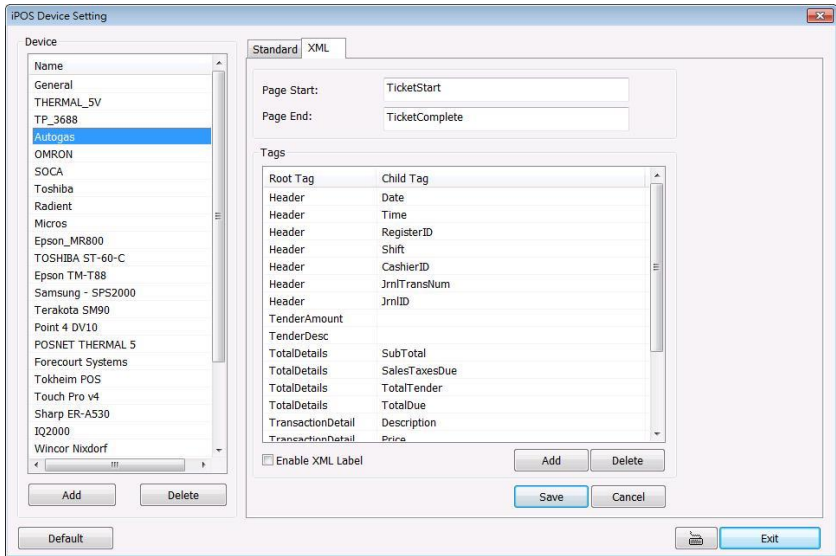 iPOS Device Setting
Device
Name
General
THERMAL_5V
TP_3688
Autogas
OMRON
SOCA
Toshiba
Radient
Micros
Epson_MR800
TOSHIBA ST-60-C
Epson TM-T88
Samsung - SPS2000
Terakota SM90
Point 4 DV10
POSNET THERMAL 5
Forecourt Systems
Tokheim POS
Touch Pro v4
Sharp ER-A530
IQ2000
Wincor Nixdorf
Add Delete
Default
Standard XML
Page Start: TicketStart
Page End: TicketComplete
Tags
Root Tag Child Tag
Header Date
Header Time
Header RegisterID
Header Shift
Header CashierID
Header JrnlTransNum
Header JrnlID
TenderAmount
TenderDesc
TotalDetails SubTotal
TotalDetails SalesTaxesDue
TotalDetails TotalTender
TotalDetails TotalDue
TransactionDetail Description
TransactionDetail Price
Enable XML Label Add Delete
Save Cancel
Exit